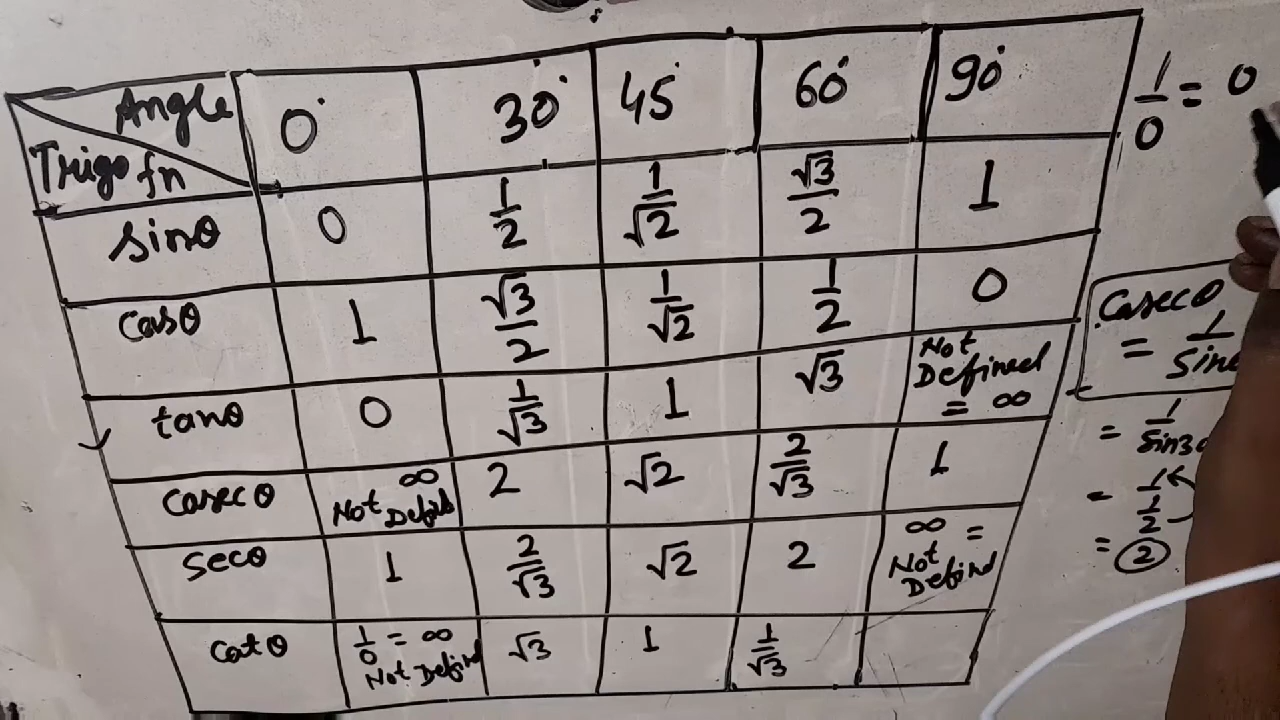 Angle 0° 30° 45° 60° 90°
Trigo fn
sinθ 0 1/2 1/√2 √3/2 1
cosθ 1 √3/2 1/√2 1/2 0
tanθ 0 1/√3 1 √3 Not Defined = ∞
cosecθ ∞ Not Defib 2 √2 2/√3 1
secθ 1 2/√3 √2 2 ∞ = Not Defind
cotθ 1/0 = ∞ Not Defind √3 1 1/√3
1/0 = 0
cosecθ
= 1/sin
= 1/sin3
= 1/(1/2)
= 2